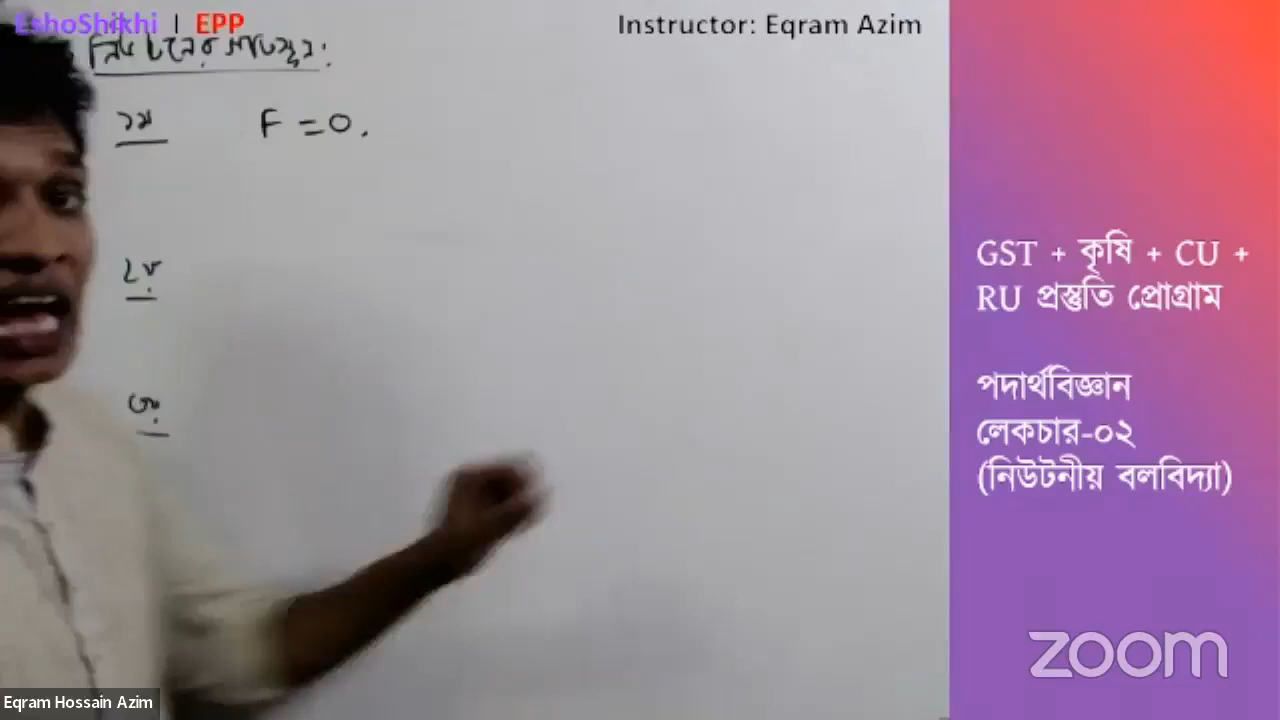 EshoShikhi | EPP
Instructor: Eqram Azim
নিউটনের সূত্রসমূহ:
১ম F = 0.
২য়
৩য়
GST + কৃষি + CU +
RU প্রস্তুতি প্রোগ্রাম
পদার্থবিজ্ঞান
লেকচার-০২
(নিউটনীয় বলবিদ্যা)
zoom
Eqram Hossain Azim